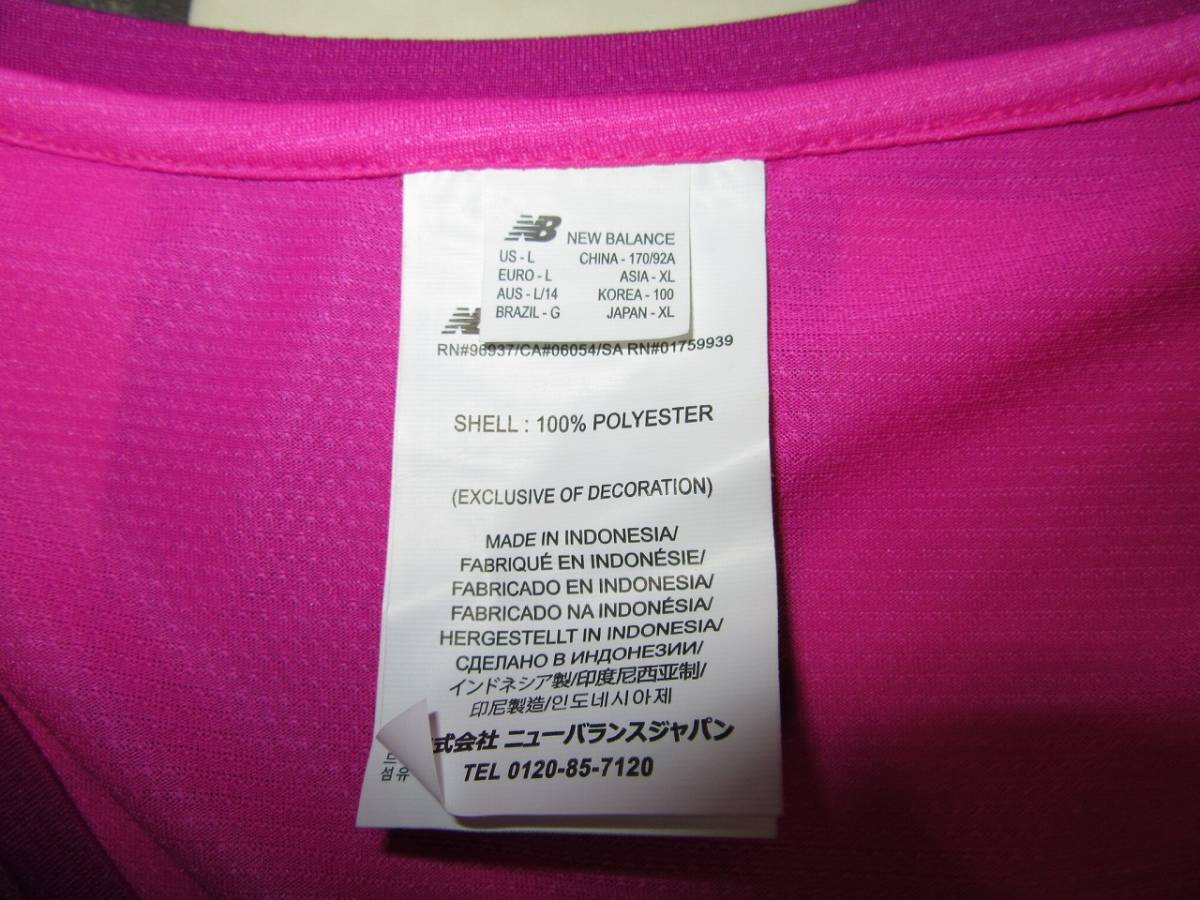 NB NEW BALANCE
US - L CHINA - 170/92A
EURO - L ASIA - XL
AUS - L/14 KOREA - 100
BRAZIL - G JAPAN - XL
RN#96937/CA#06054/SA RN#01759939
SHELL : 100% POLYESTER
(EXCLUSIVE OF DECORATION)
MADE IN INDONESIA/
FABRIQUÉ EN INDONÉSIE/
FABRICADO EN INDONESIA/
FABRICADO NA INDONÉSIA/
HERGESTELLT IN INDONESIA/
СДЕЛАНО В ИНДОНЕЗИИ/
インドネシア製/印度尼西亚制/
印尼製造/인도네시아제
式会社 ニューバランスジャパン
섬유
TEL 0120-85-7120